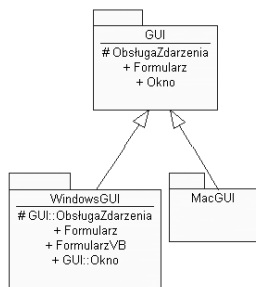 GUI
# ObsługaZdarzenia
+ Formularz
+ Okno
WindowsGUI
# GUI::ObsługaZdarzenia
+ Formularz
+ FormularzVB
+ GUI::Okno
MacGUI